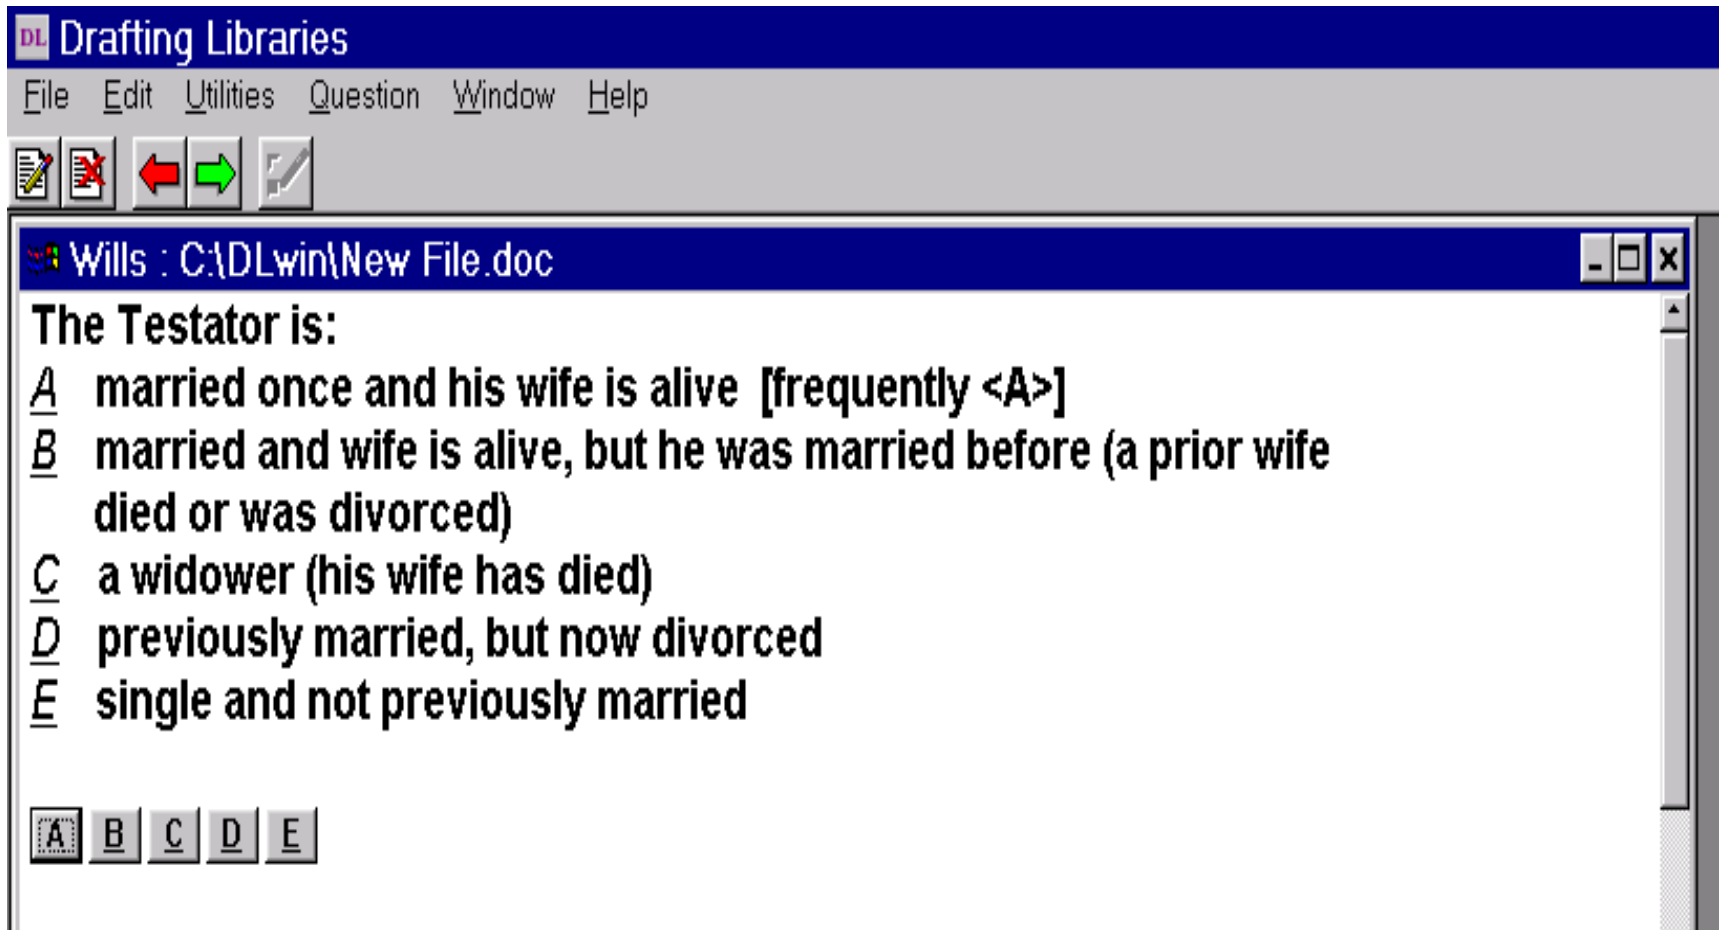 DL Drafting Libraries
File Edit Utilities Question Window Help
Wills : C:\DLwin\New File.doc
The Testator is:
A married once and his wife is alive [frequently <A>]
B married and wife is alive, but he was married before (a prior wife
died or was divorced)
C a widower (his wife has died)
D previously married, but now divorced
E single and not previously married
A B C D E